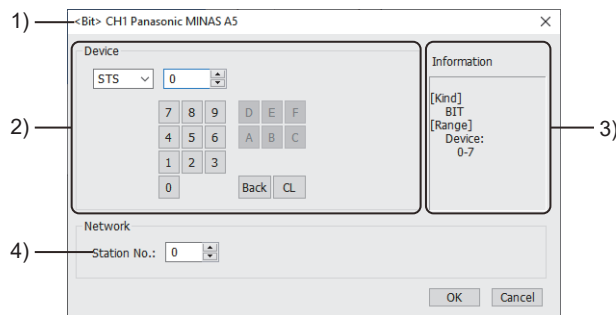 1)
<Bit> CH1 Panasonic MINAS A5
Device
STS 0
7 8 9 D E F
4 5 6 A B C
1 2 3
0 Back CL
2)
Information
[Kind]
BIT
[Range]
Device:
0-7
3)
Network
4)
Station No.: 0
OK Cancel